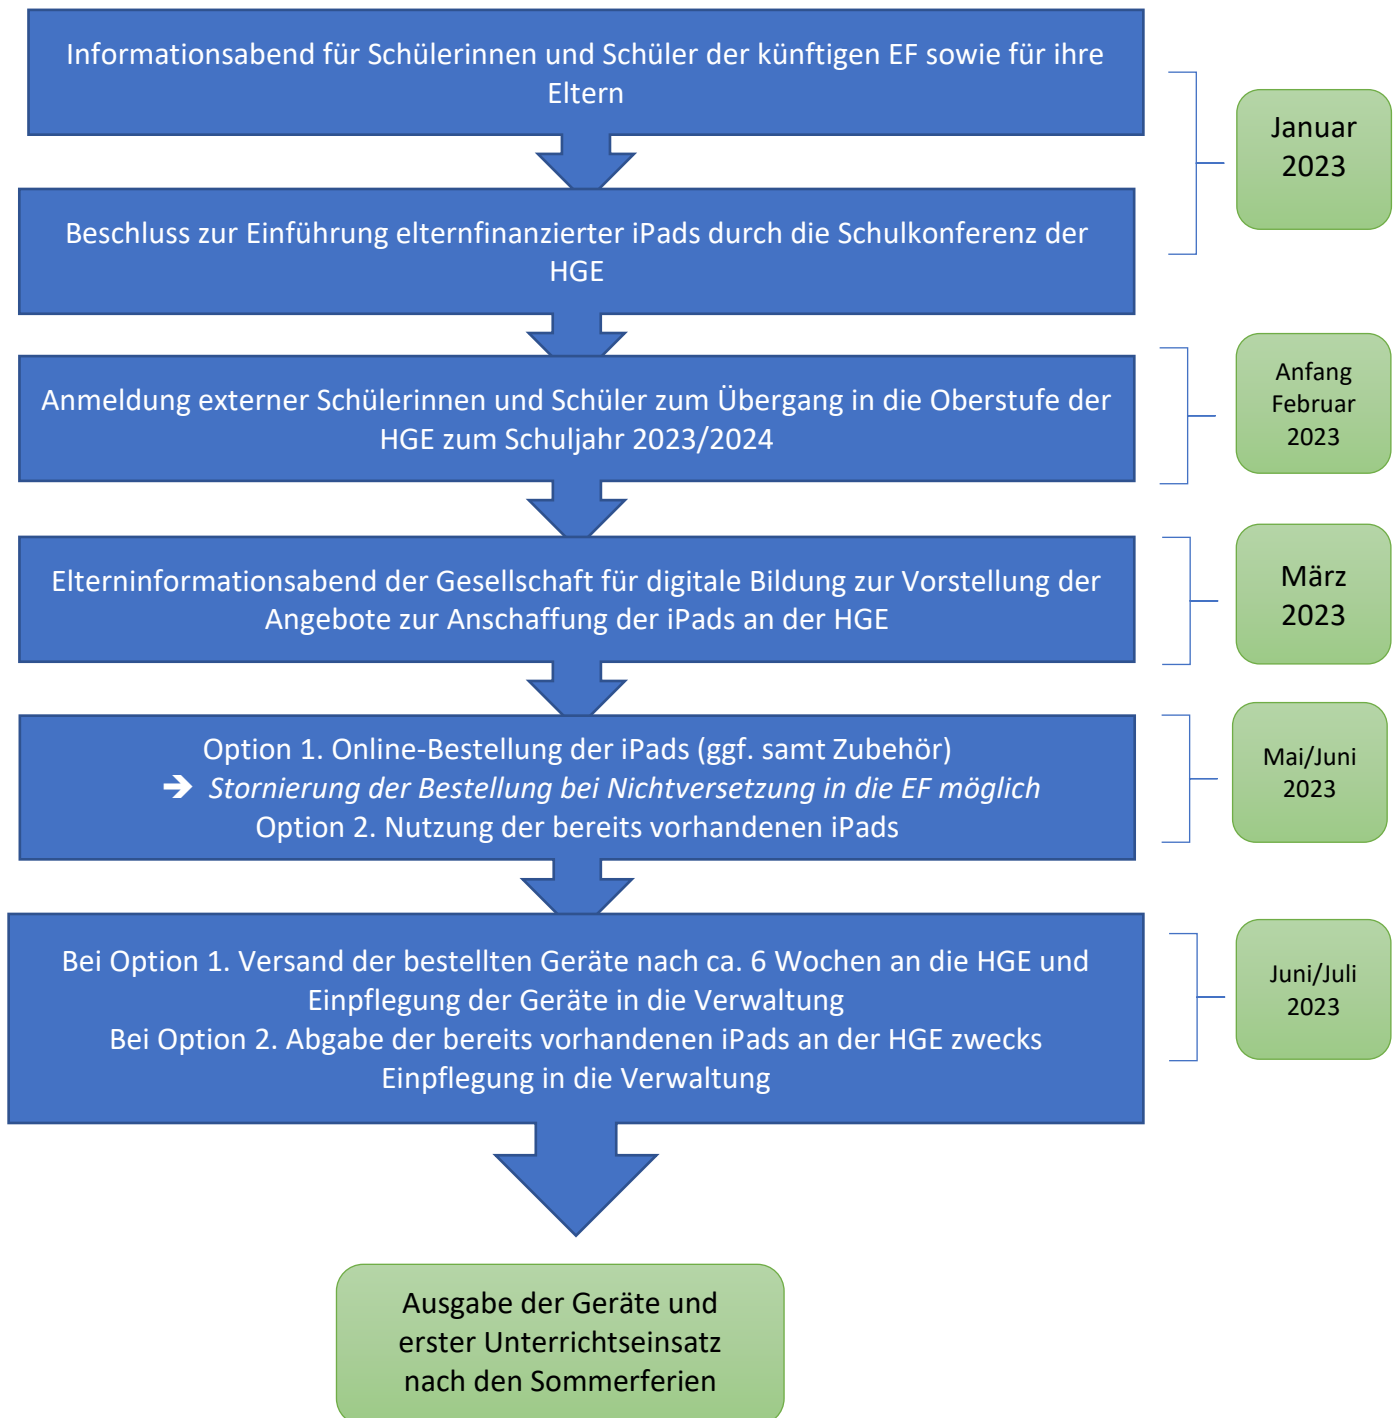 Informationsabend für Schülerinnen und Schüler der künftigen EF sowie für ihre
Eltern
Januar
2023
Beschluss zur Einführung elternfinanzierter iPads durch die Schulkonferenz der
HGE
Anmeldung externer Schülerinnen und Schüler zum Übergang in die Oberstufe der
HGE zum Schuljahr 2023/2024
Anfang
Februar
2023
Elterninformationsabend der Gesellschaft für digitale Bildung zur Vorstellung der
Angebote zur Anschaffung der iPads an der HGE
März
2023
Option 1. Online-Bestellung der iPads (ggf. samt Zubehör)
➔ Stornierung der Bestellung bei Nichtversetzung in die EF möglich
Option 2. Nutzung der bereits vorhandenen iPads
Mai/Juni
2023
Bei Option 1. Versand der bestellten Geräte nach ca. 6 Wochen an die HGE und
Einpflegung der Geräte in die Verwaltung
Bei Option 2. Abgabe der bereits vorhandenen iPads an der HGE zwecks
Einpflegung in die Verwaltung
Juni/Juli
2023
Ausgabe der Geräte und
erster Unterrichtseinsatz
nach den Sommerferien